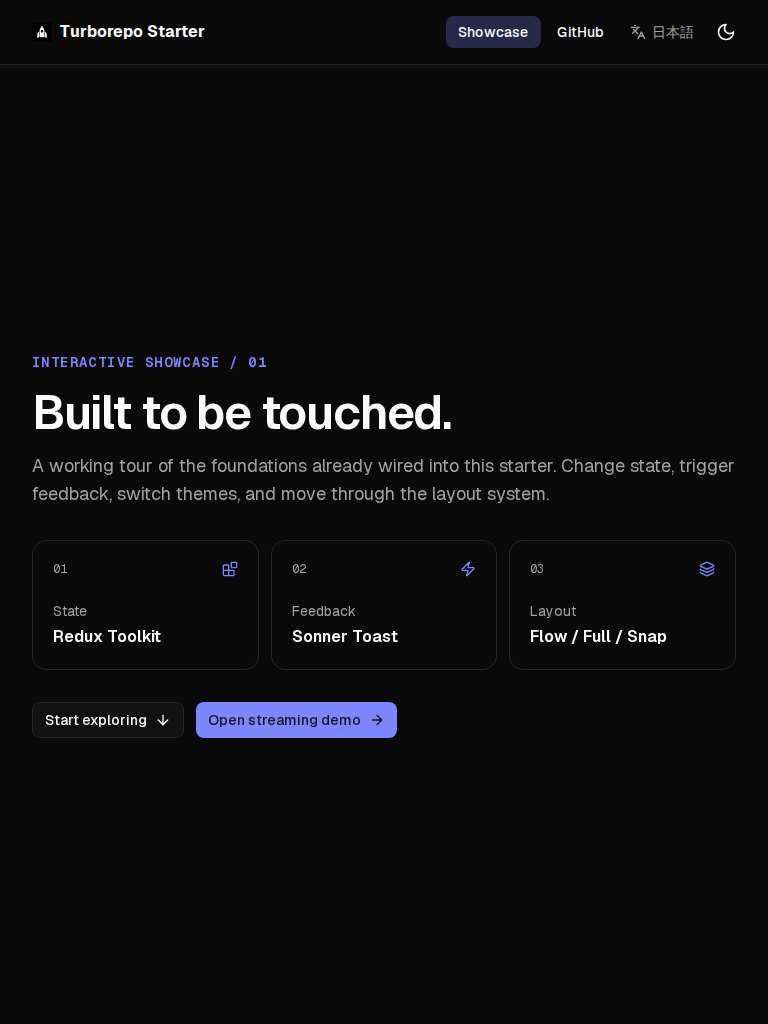 Turborepo Starter
Showcase
GitHub
日本語
INTERACTIVE SHOWCASE / 01
Built to be touched.
A working tour of the foundations already wired into this starter. Change state, trigger
feedback, switch themes, and move through the layout system.
01
State
Redux Toolkit
02
Feedback
Sonner Toast
03
Layout
Flow / Full / Snap
Start exploring
Open streaming demo